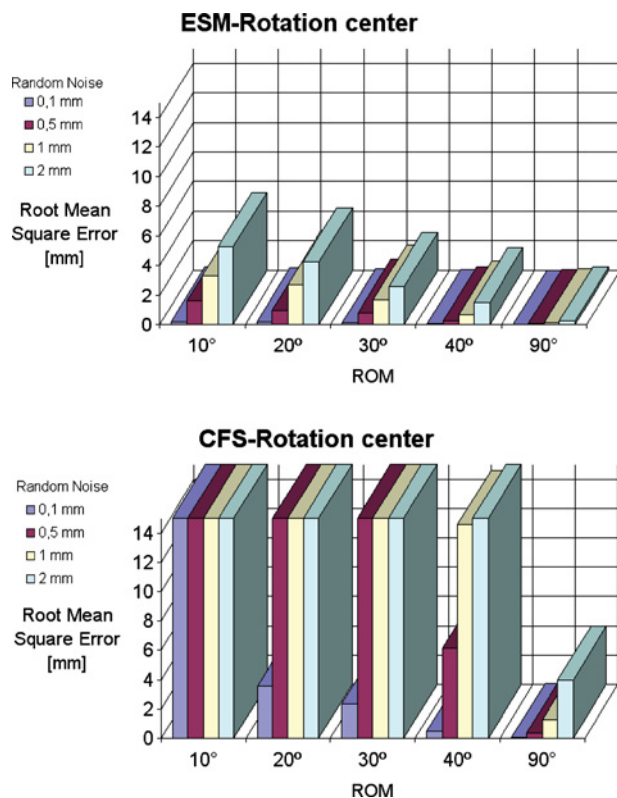 ESM-Rotation center
Random Noise
0,1 mm
0,5 mm
1 mm
2 mm
Root Mean
Square Error
[mm]
14
12
10
8
6
4
2
0
10° 20º 30º 40º 90°
ROM
CFS-Rotation center
Random Noise
0,1 mm
0,5 mm
1 mm
2 mm
Root Mean
Square Error
[mm]
14
12
10
8
6
4
2
0
10° 20º 30º 40º 90°
ROM